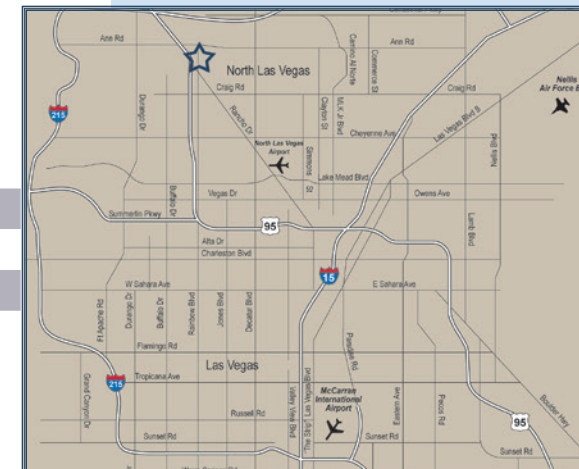 Ann Rd
Ann Rd
Camino Al Norte
Commerce St
North Las Vegas
Nellis
Air Force B
Craig Rd
Craig Rd
215
Durango Dr
Rancho Dr
Clayton St
MLK Jr Blvd
Las Vegas Blvd S
Cheyenne Ave
North Las Vegas
Airport
Simmons St
Nellis Blvd
Lake Mead Blvd
Buffalo Dr
Vegas Dr
Owens Ave
Summerlin Pkwy
95
Lamb Blvd
Alta Dr
Charleston Blvd
15
W Sahara Ave
E Sahara Ave
Ft Apache Rd
Durango Dr
Buffalo Dr
Rainbow Blvd
Jones Blvd
Decatur Blvd
Paradise Rd
Flamingo Rd
Las Vegas
215
Tropicana Ave
Grand Canyon Dr
Valley View Blvd
"The Strip" Las Vegas Blvd
McCarran
International
Airport
Eastern Ave
Pecos Rd
Boulder Hwy
Russell Rd
95
Sunset Rd
Sunset Rd